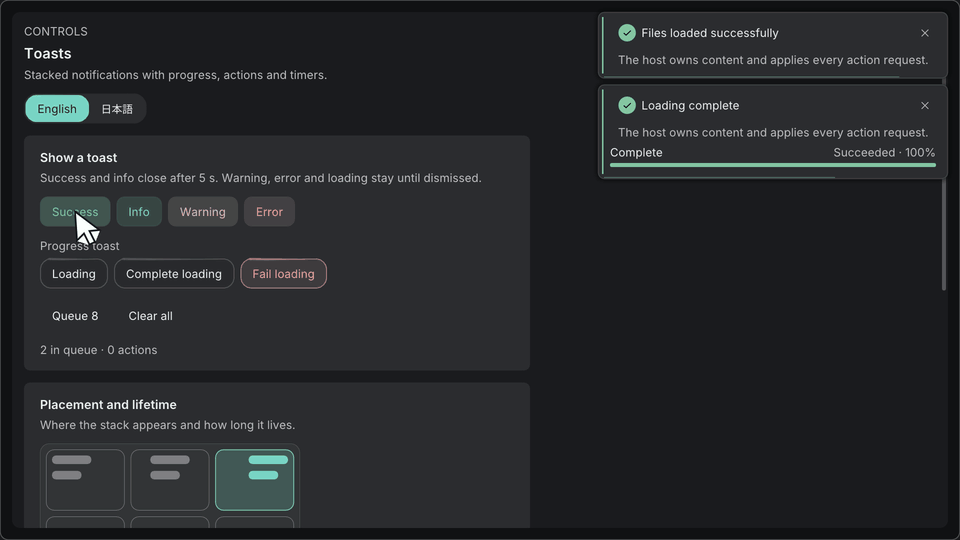 CONTROLS
Toasts
Stacked notifications with progress, actions and timers.
English
日本語
Show a toast
Success and info close after 5 s. Warning, error and loading stay until dismissed.
Success
Info
Warning
Error
Progress toast
Loading
Complete loading
Fail loading
Queue 8
Clear all
2 in queue · 0 actions
Placement and lifetime
Where the stack appears and how long it lives.
Files loaded successfully
The host owns content and applies every action request.
Loading complete
The host owns content and applies every action request.
Complete
Succeeded · 100%